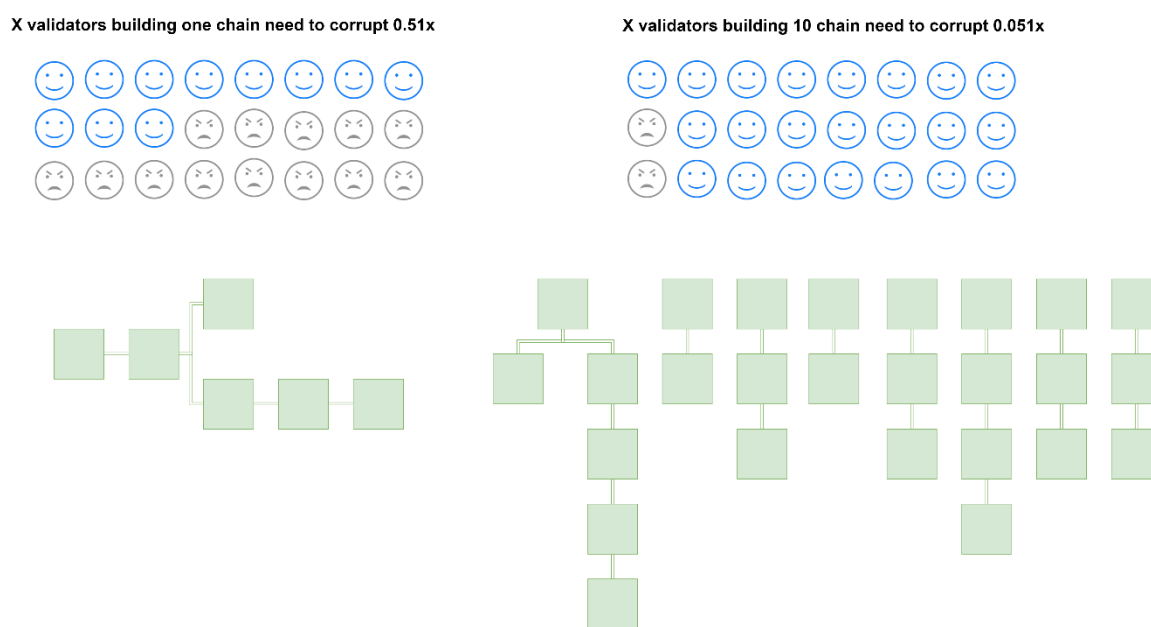 X validators building one chain need to corrupt 0.51x
X validators building 10 chain need to corrupt 0.051x